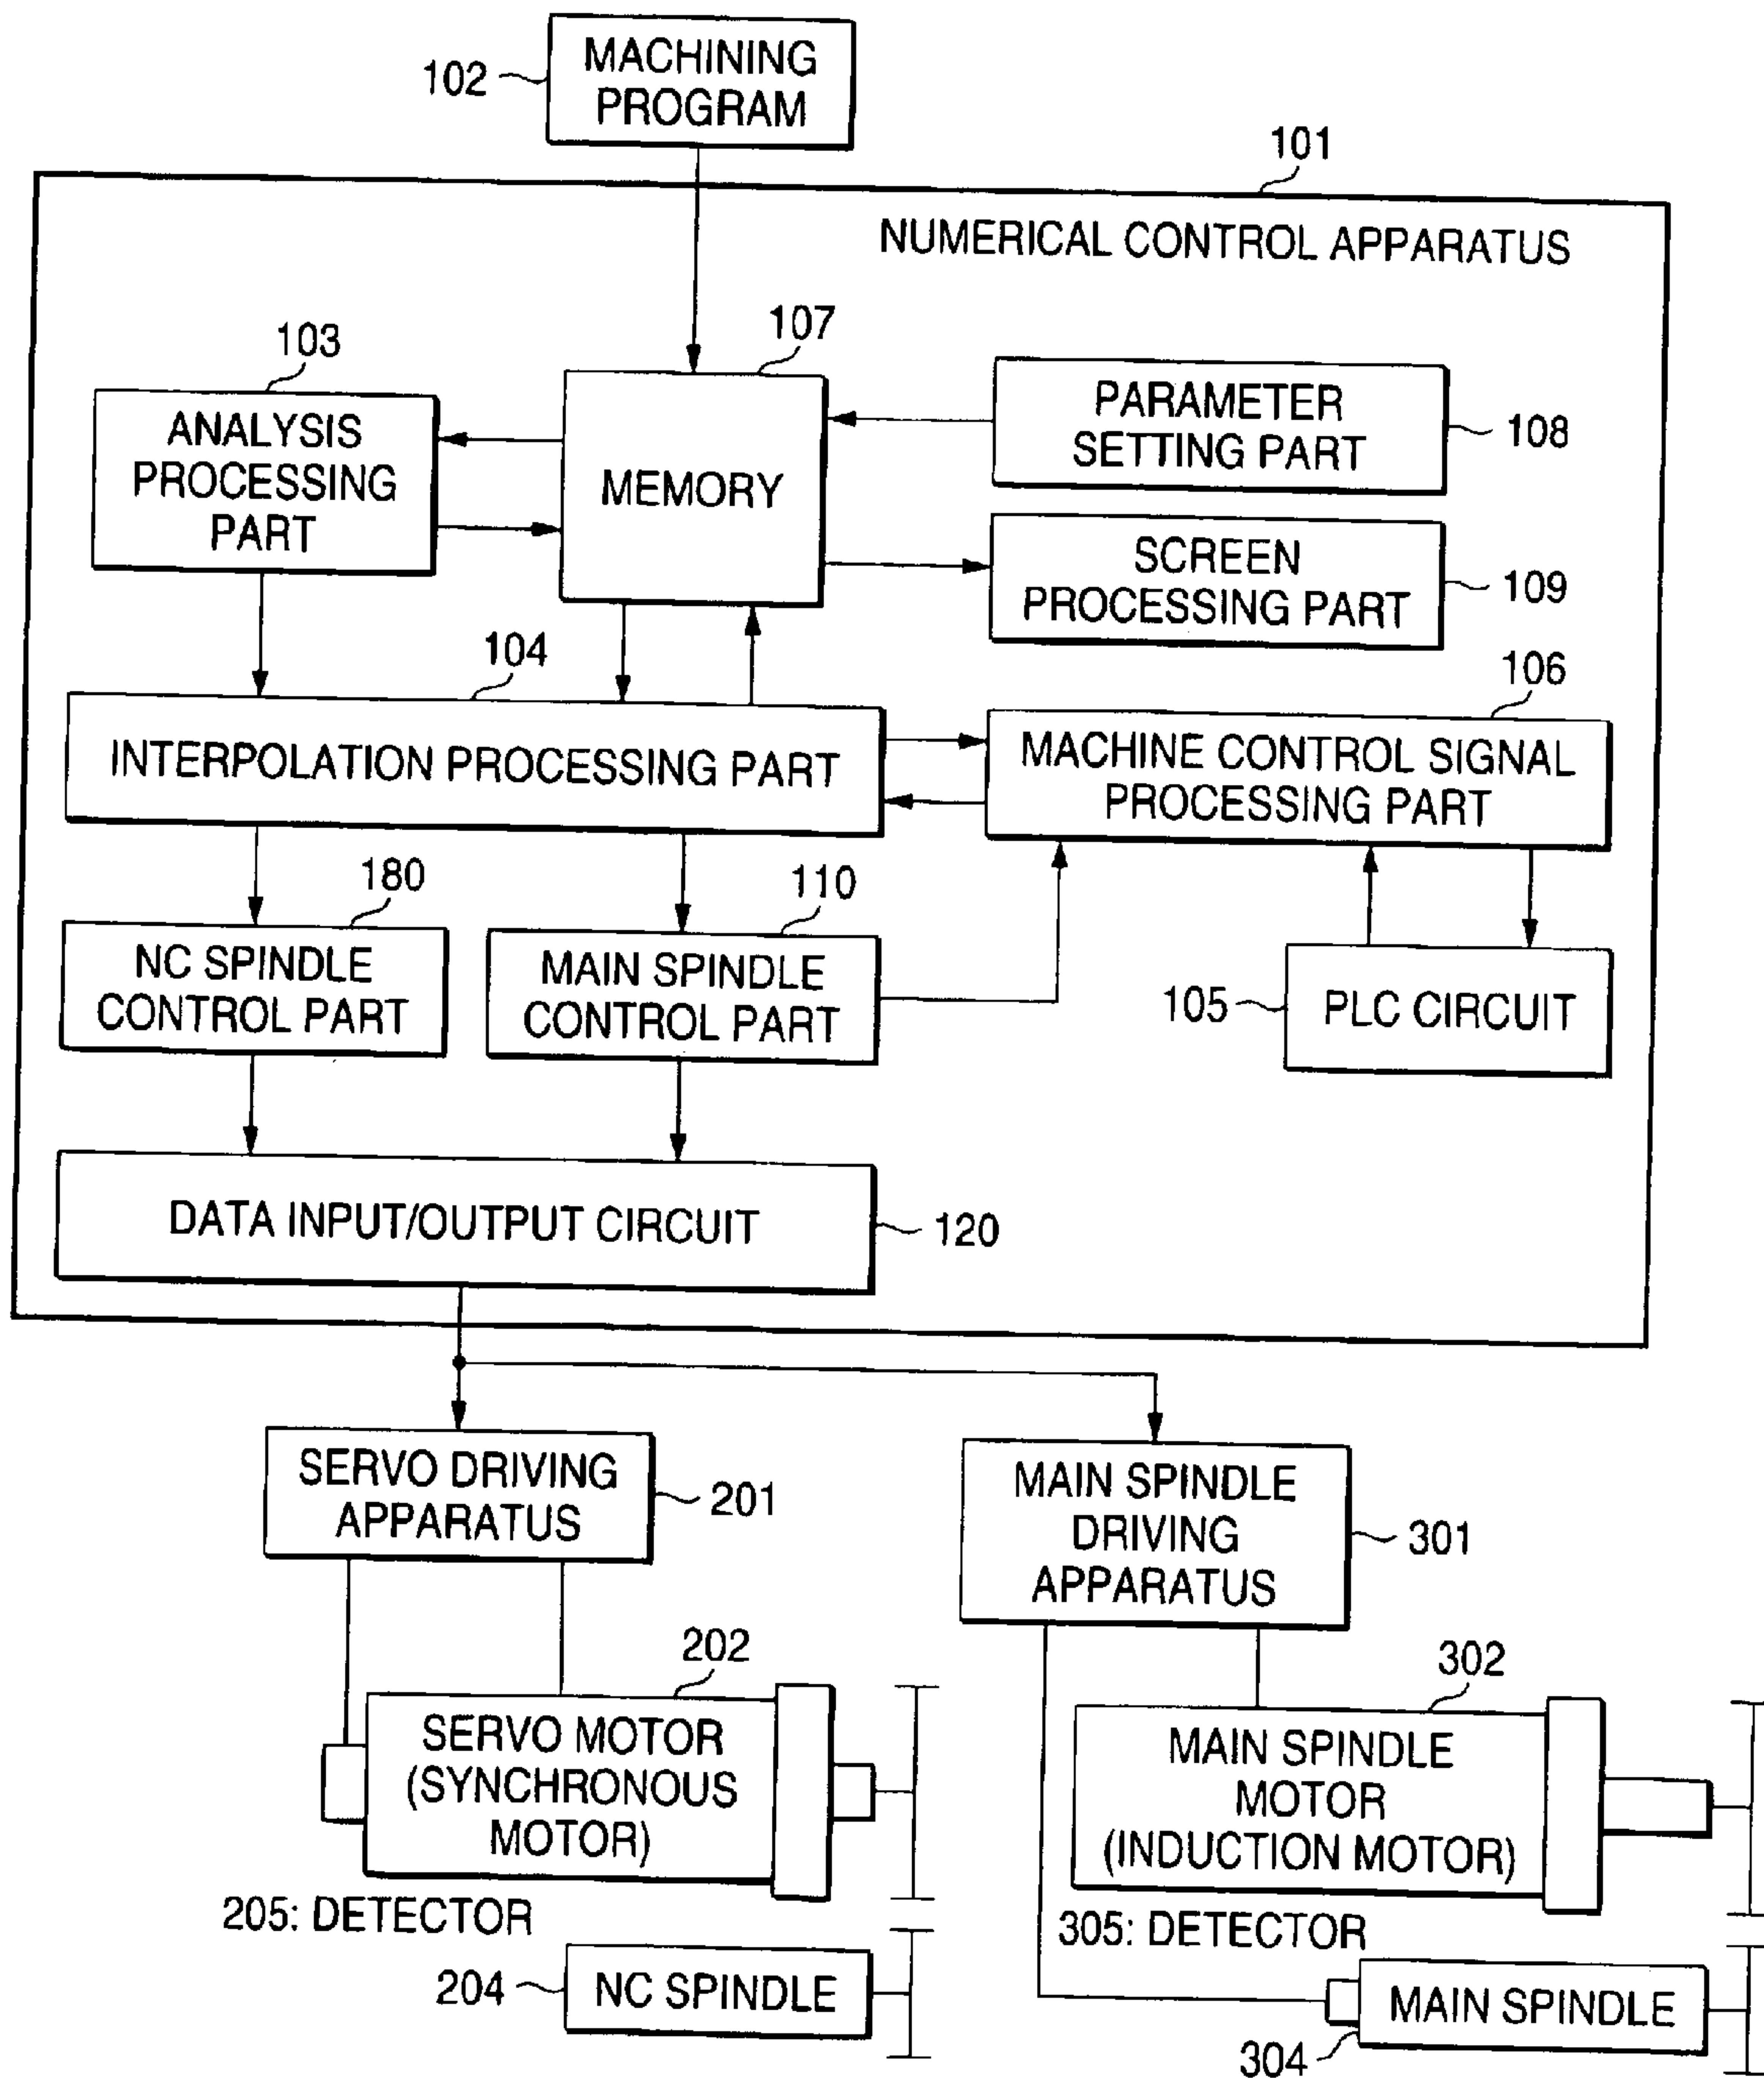 MACHINING
PROGRAM
102
101
NUMERICAL CONTROL APPARATUS
103
107
ANALYSIS
PROCESSING
PART
MEMORY
PARAMETER
SETTING PART
108
SCREEN
PROCESSING PART
109
104
106
INTERPOLATION PROCESSING PART
MACHINE CONTROL SIGNAL
PROCESSING PART
180
110
NC SPINDLE
CONTROL PART
MAIN SPINDLE
CONTROL PART
105
PLC CIRCUIT
DATA INPUT/OUTPUT CIRCUIT
120
SERVO DRIVING
APPARATUS
201
MAIN SPINDLE
DRIVING
APPARATUS
301
202
302
SERVO MOTOR
(SYNCHRONOUS
MOTOR)
MAIN SPINDLE
MOTOR
(INDUCTION MOTOR)
205: DETECTOR
305: DETECTOR
204
NC SPINDLE
MAIN SPINDLE
304